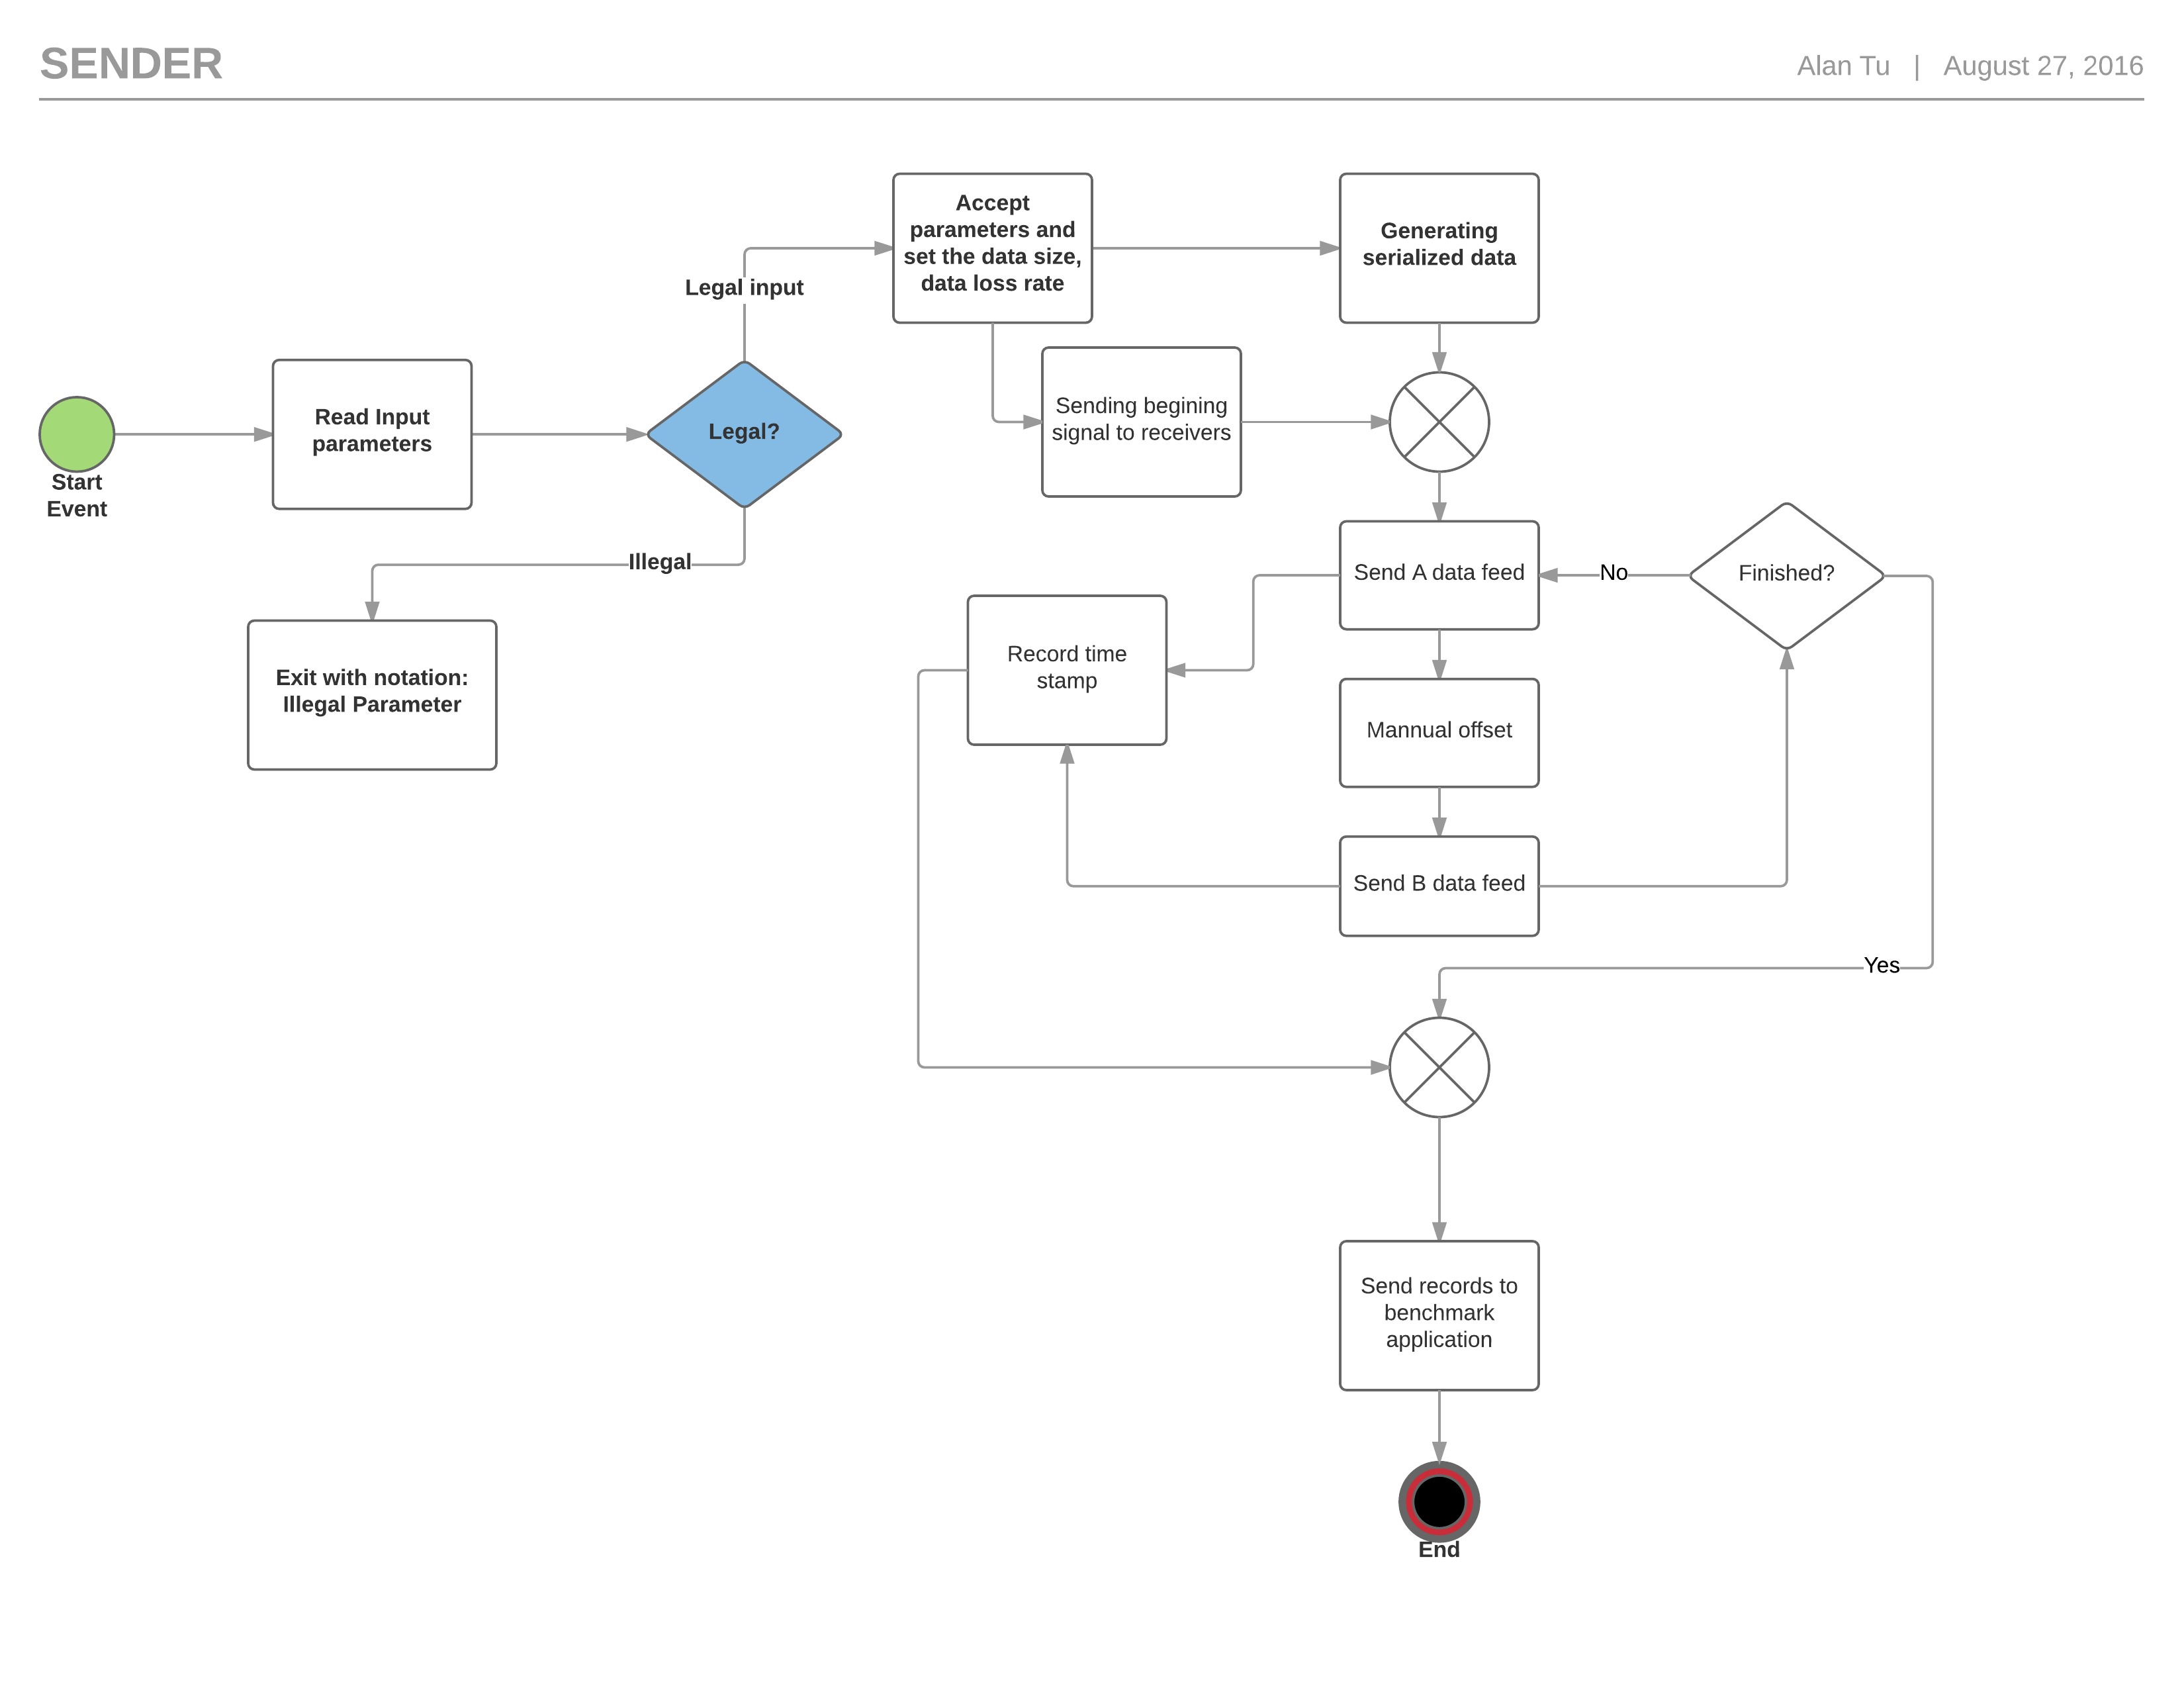 SENDER
Alan Tu | August 27, 2016
Accept
parameters and
set the data size,
data loss rate
Generating
serialized data
Legal input
Read Input
parameters
Legal?
Sending begining
signal to receivers
Start
Event
Illegal
Send A data feed
No
Finished?
Record time
stamp
Exit with notation:
Illegal Parameter
Mannual offset
Send B data feed
Yes
Send records to
benchmark
application
End